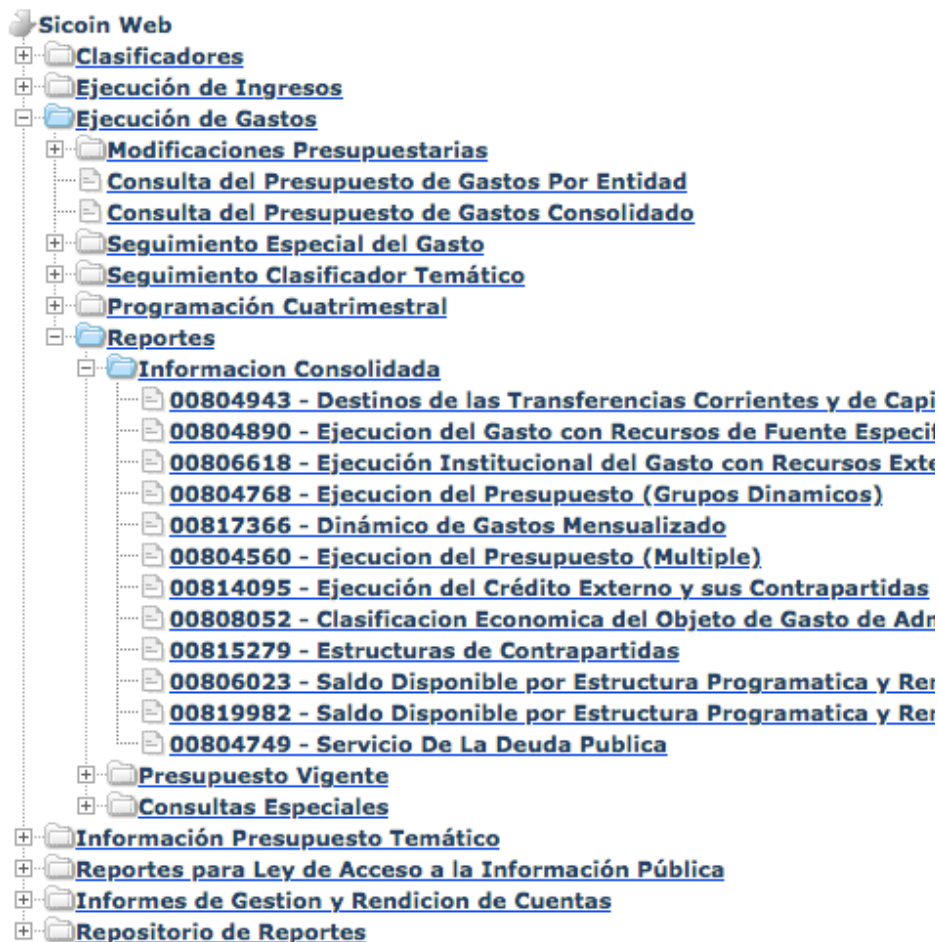 Sicoin Web
Clasificadores
Ejecución de Ingresos
Ejecución de Gastos
Modificaciones Presupuestarias
Consulta del Presupuesto de Gastos Por Entidad
Consulta del Presupuesto de Gastos Consolidado
Seguimiento Especial del Gasto
Seguimiento Clasificador Temático
Programación Cuatrimestral
Reportes
Informacion Consolidada
00804943 - Destinos de las Transferencias Corrientes y de Capi
00804890 - Ejecucion del Gasto con Recursos de Fuente Especif
00806618 - Ejecución Institucional del Gasto con Recursos Exte
00804768 - Ejecucion del Presupuesto (Grupos Dinamicos)
00817366 - Dinámico de Gastos Mensualizado
00804560 - Ejecucion del Presupuesto (Multiple)
00814095 - Ejecución del Crédito Externo y sus Contrapartidas
00808052 - Clasificacion Economica del Objeto de Gasto de Adm
00815279 - Estructuras de Contrapartidas
00806023 - Saldo Disponible por Estructura Programatica y Ren
00819982 - Saldo Disponible por Estructura Programatica y Ren
00804749 - Servicio De La Deuda Publica
Presupuesto Vigente
Consultas Especiales
Información Presupuesto Temático
Reportes para Ley de Acceso a la Información Pública
Informes de Gestion y Rendicion de Cuentas
Repositorio de Reportes